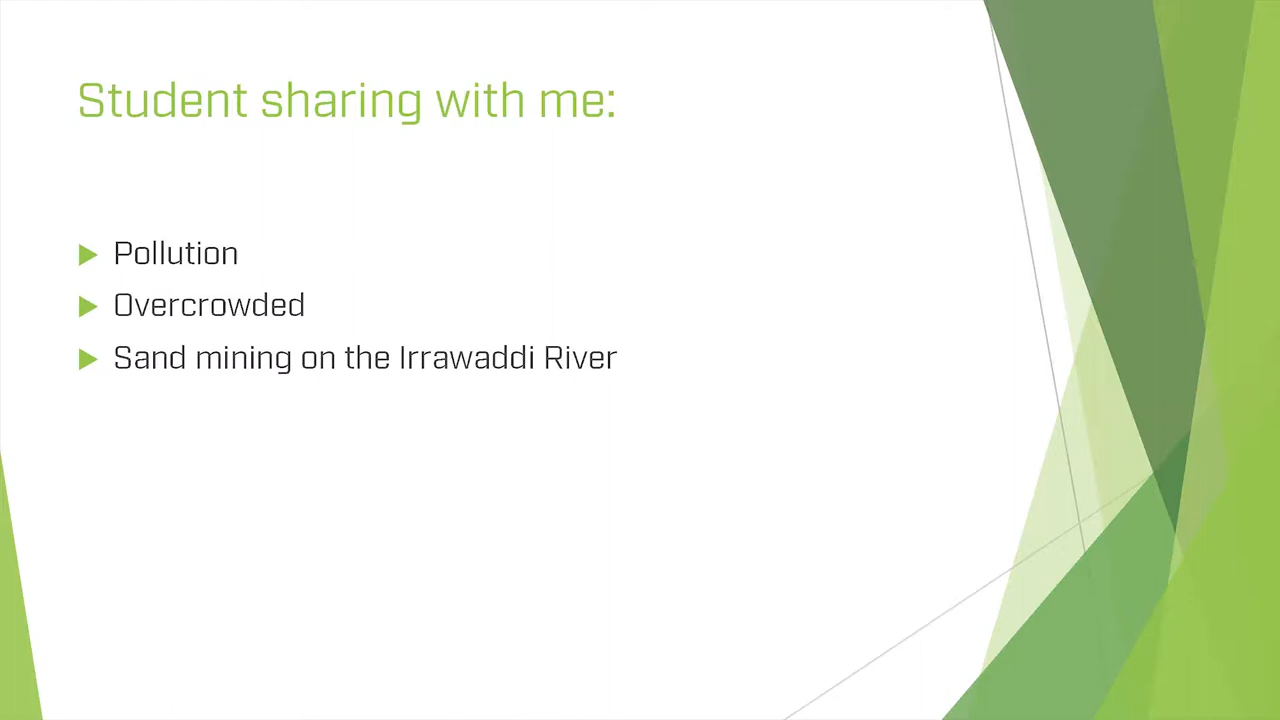 Student sharing with me:
Pollution
Overcrowded
Sand mining on the Irrawaddi River